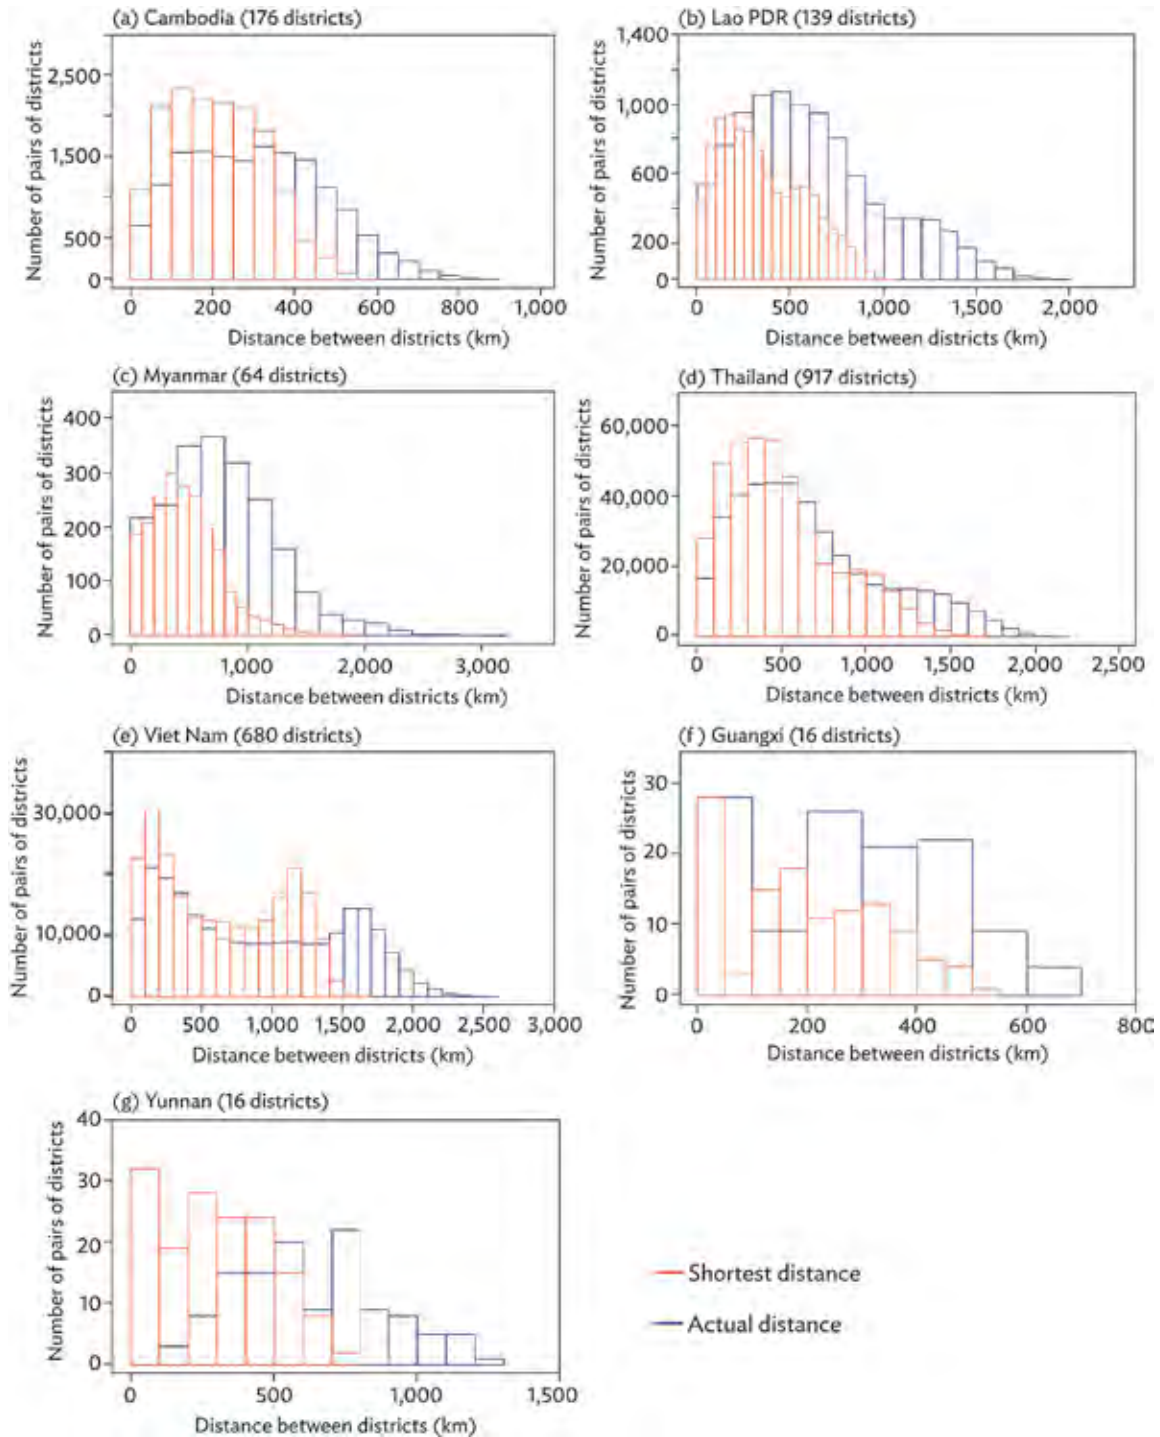 (a) Cambodia (176 districts)
Number of pairs of districts
2,500
1,500
500
0
0 200 400 600 800 1,000
Distance between districts (km)
(b) Lao PDR (139 districts)
Number of pairs of districts
1,400
1,000
600
200
0
0 500 1,000 1,500 2,000
Distance between districts (km)
(c) Myanmar (64 districts)
Number of pairs of districts
400
300
200
100
0
0 1,000 2,000 3,000
Distance between districts (km)
(d) Thailand (917 districts)
Number of pairs of districts
60,000
40,000
20,000
0
0 500 1,000 1,500 2,000 2,500
Distance between districts (km)
(e) Viet Nam (680 districts)
Number of pairs of districts
30,000
10,000
0
0 500 1,000 1,500 2,000 2,500 3,000
Distance between districts (km)
(f) Guangxi (16 districts)
Number of pairs of districts
30
20
10
0
0 200 400 600 800
Distance between districts (km)
(g) Yunnan (16 districts)
Number of pairs of districts
40
30
20
10
0
0 500 1,000 1,500
Distance between districts (km)
Shortest distance
Actual distance